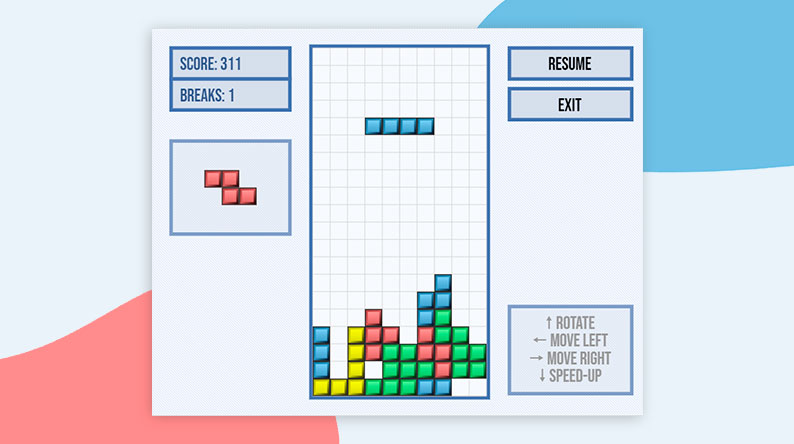 SCORE: 311
BREAKS: 1
RESUME
EXIT
↑ ROTATE
← MOVE LEFT
→ MOVE RIGHT
↓ SPEED-UP